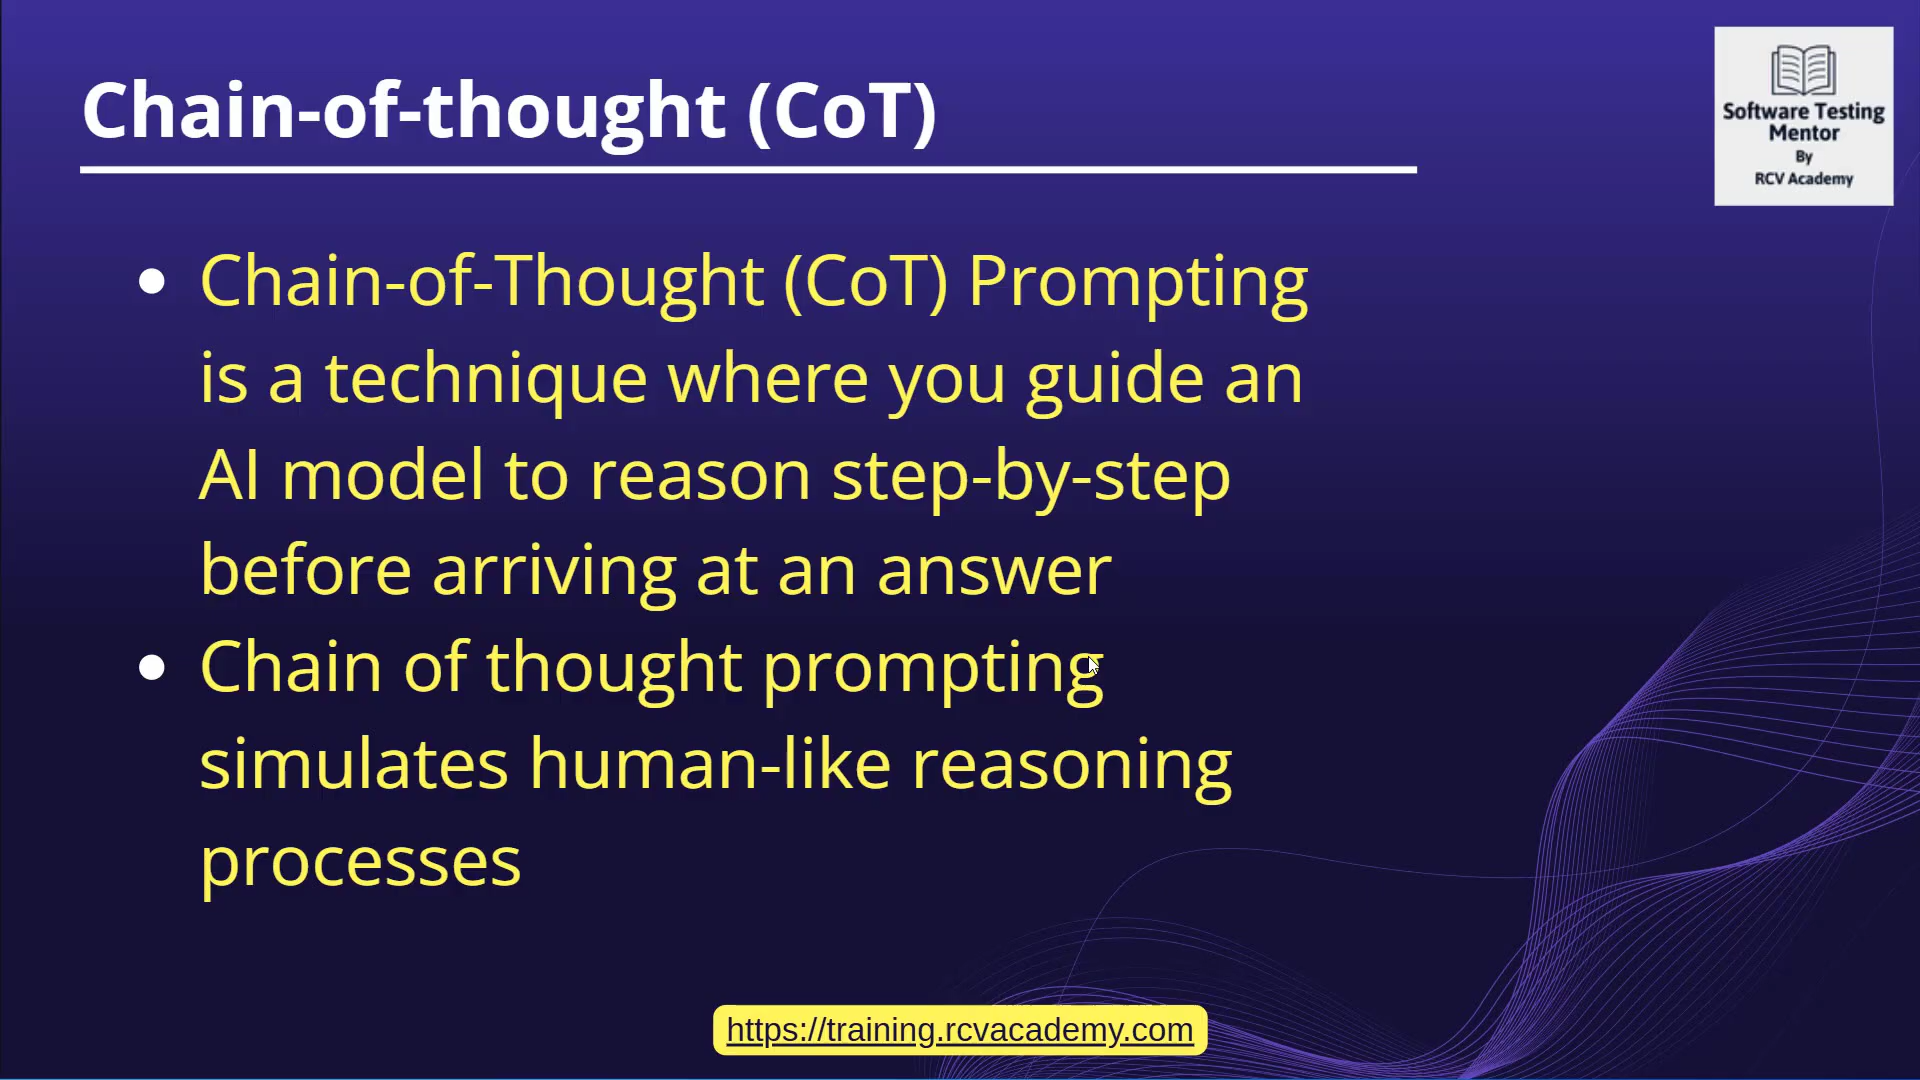 Chain-of-thought (CoT)
Software Testing
Mentor
By
RCV Academy
Chain-of-Thought (CoT) Prompting
is a technique where you guide an
AI model to reason step-by-step
before arriving at an answer
Chain of thought prompting
simulates human-like reasoning
processes
https://training.rcvacademy.com